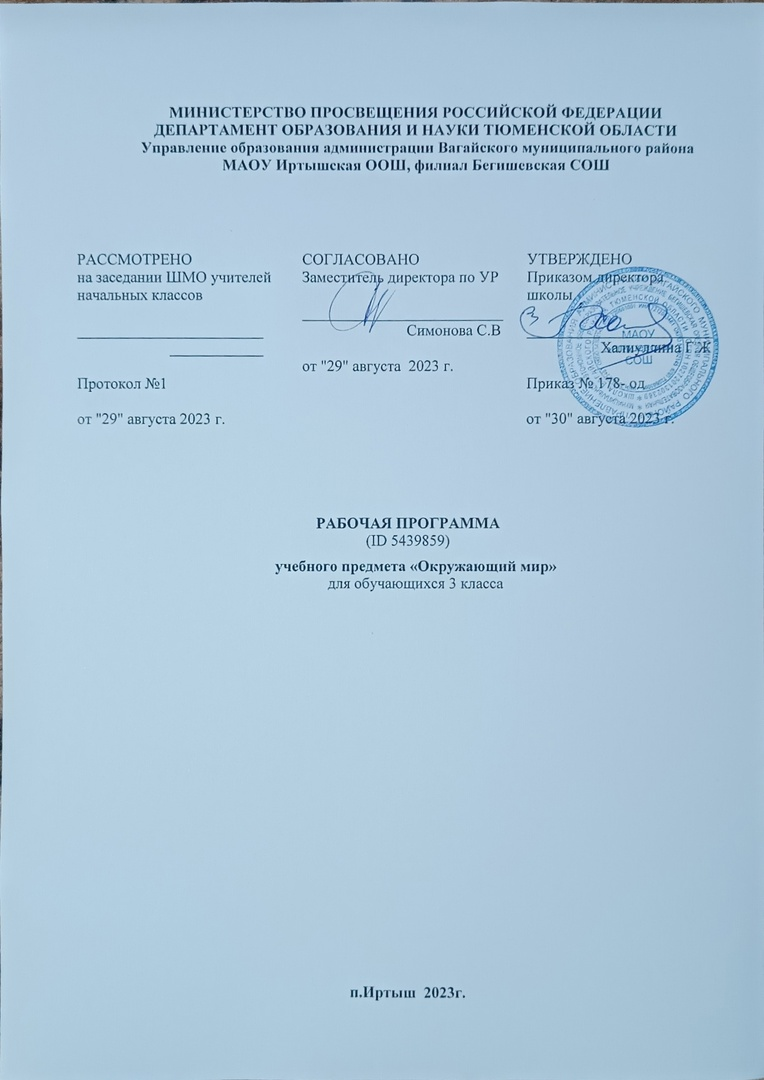 МИНИСТЕРСТВО ПРОСВЕЩЕНИЯ РОССИЙСКОЙ ФЕДЕРАЦИИ
ДЕПАРТАМЕНТ ОБРАЗОВАНИЯ И НАУКИ ТЮМЕНСКОЙ ОБЛАСТИ
Управление образования администрации Вагайского муниципального района
МАОУ Иртышская ООШ, филиал Бегишевская СОШ
РАССМОТРЕНО
на заседании ШМО учителей
начальных классов
Протокол №1
от "29" августа 2023 г.
СОГЛАСОВАНО
Заместитель директора по УР
Симонова С.В
от "29" августа 2023 г.
УТВЕРЖДЕНО
Приказом директора
школы
Халиуллина Г.Ж
Приказ № 178- од
от "30" августа 2023 г.
МАОУ
СОШ
РАБОЧАЯ ПРОГРАММА
(ID 5439859)
учебного предмета «Окружающий мир»
для обучающихся 3 класса
п.Иртыш 2023г.